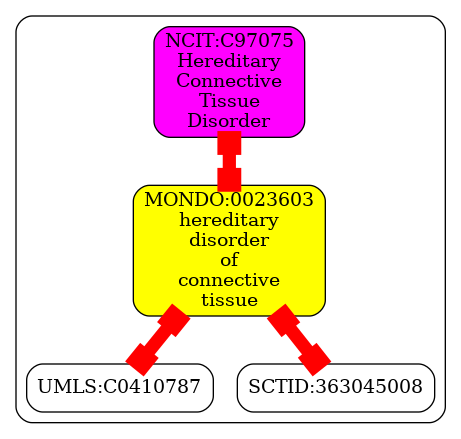 NCIT:C97075
Hereditary
Connective
Tissue
Disorder
MONDO:0023603
hereditary
disorder
of
connective
tissue
UMLS:C0410787
SCTID:363045008